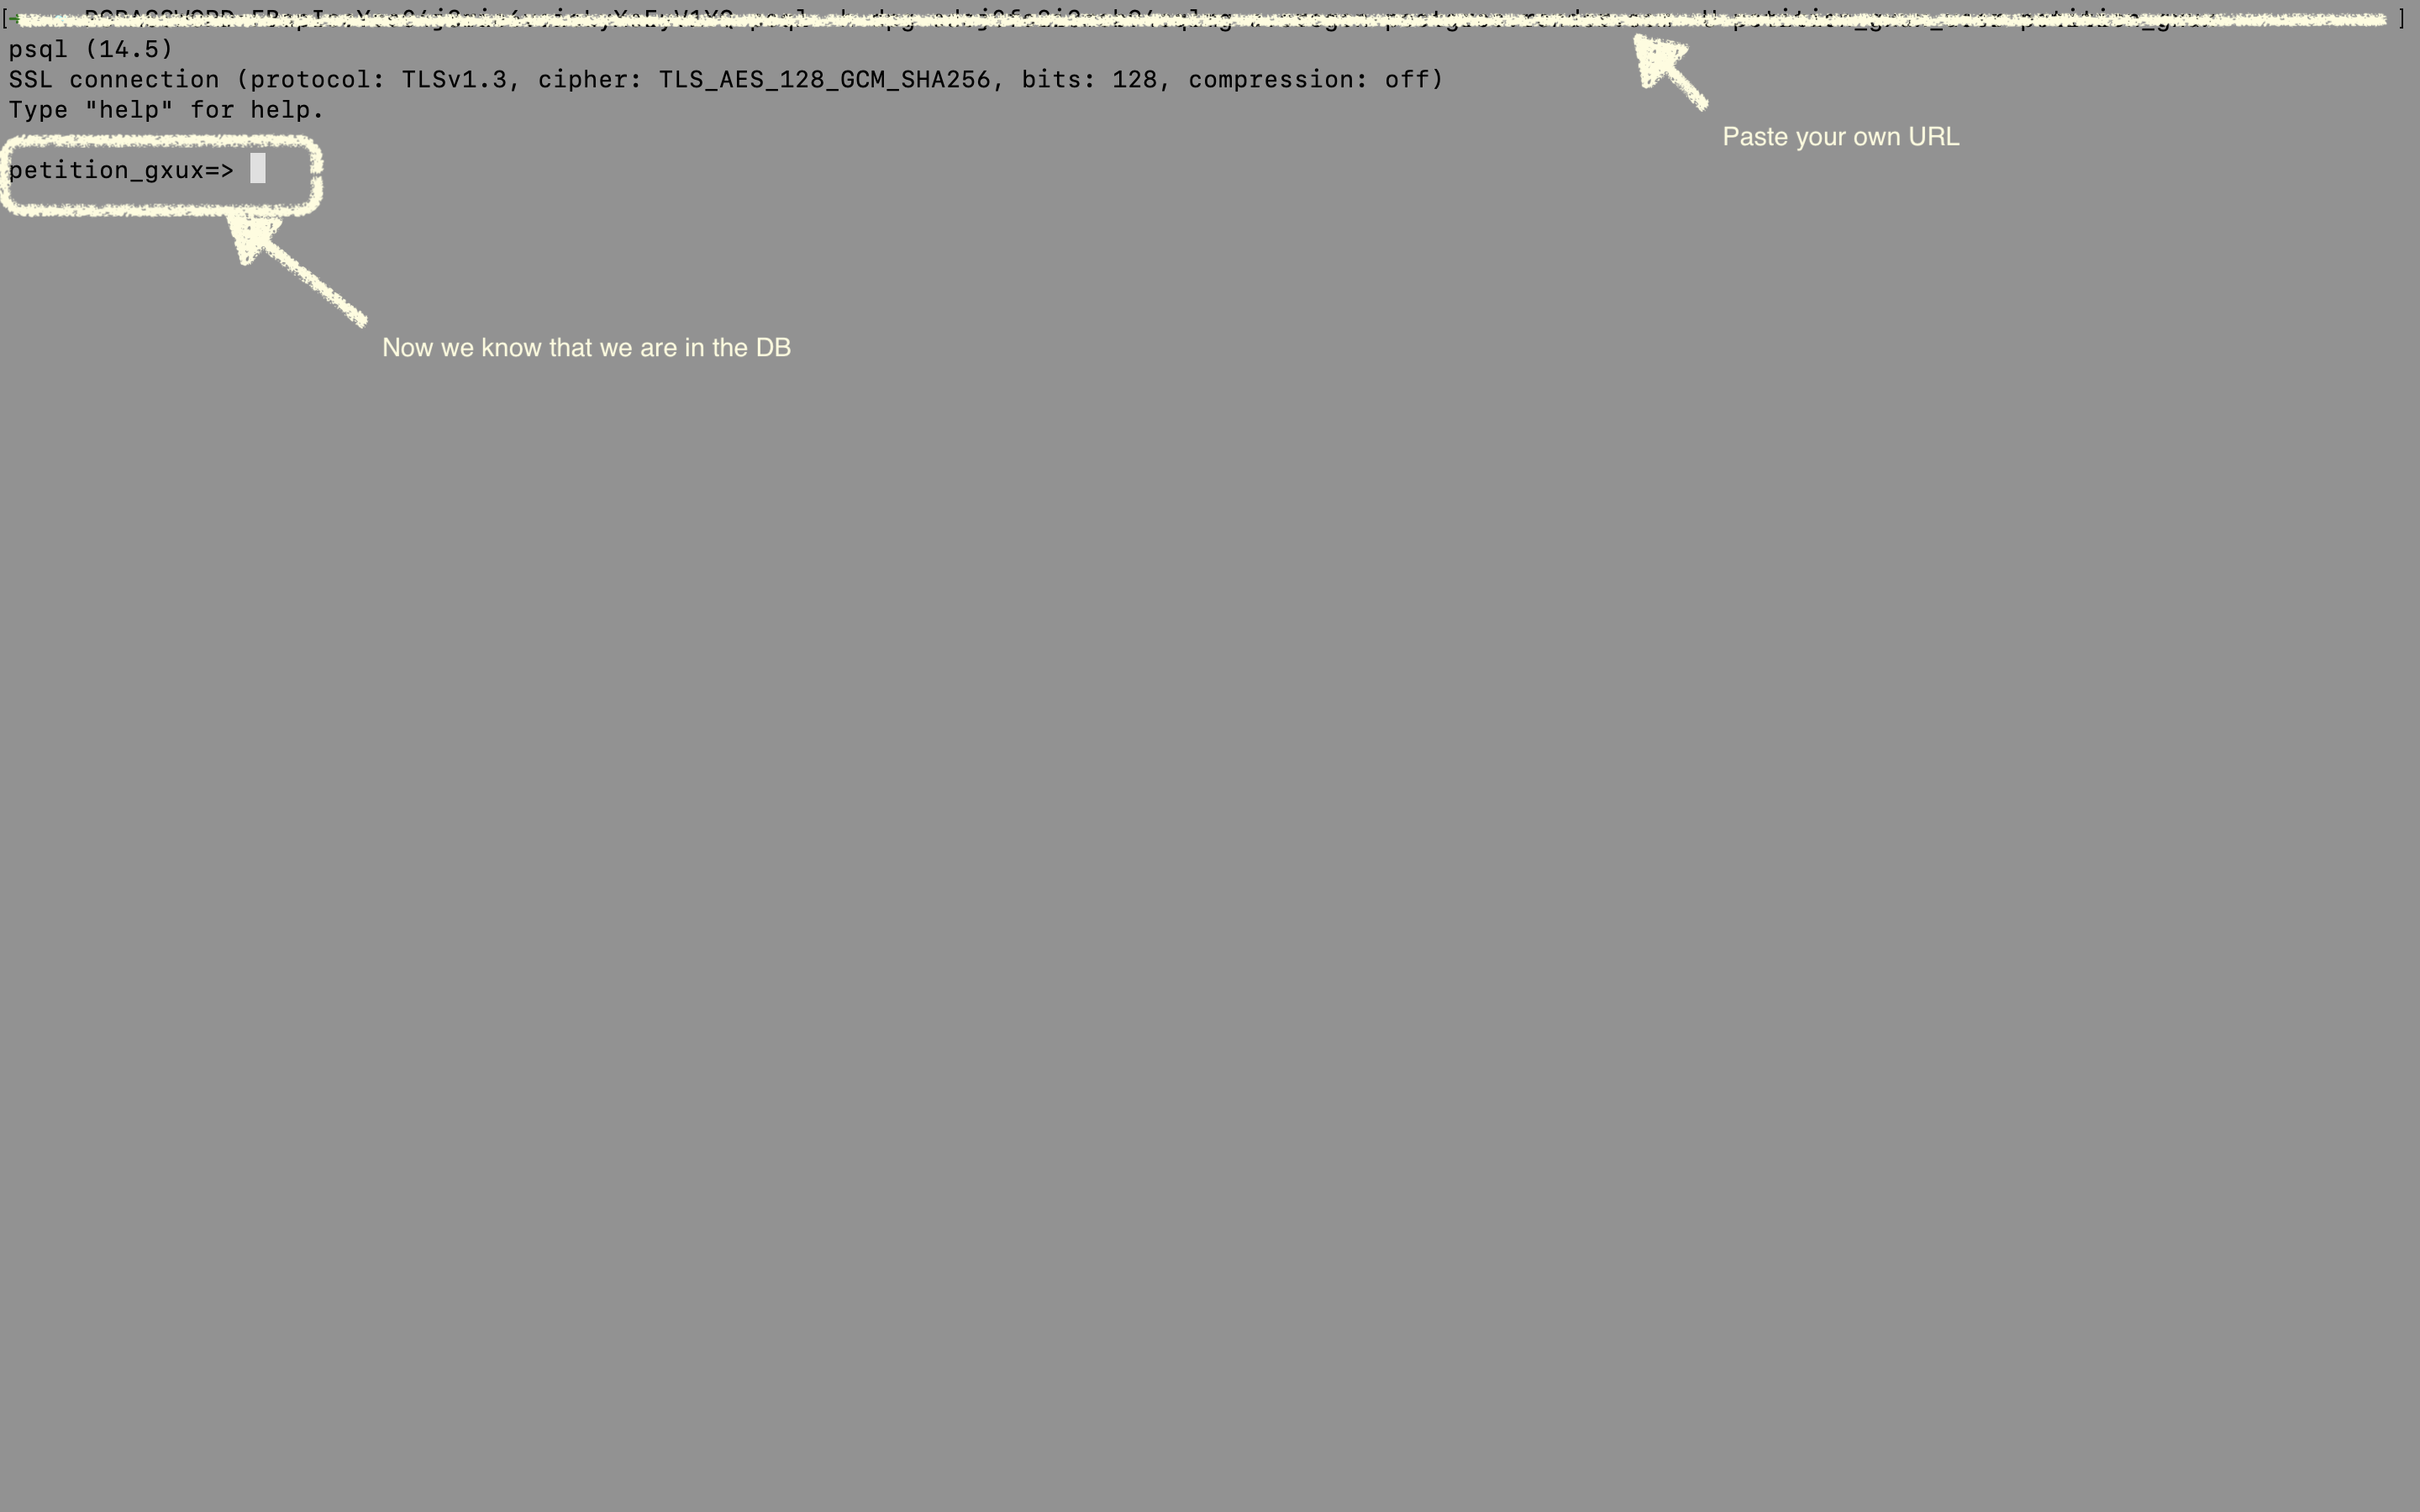 psql (14.5)
SSL connection (protocol: TLSv1.3, cipher: TLS_AES_128_GCM_SHA256, bits: 128, compression: off)
Paste your own URL
Type "help" for help.
petition_gxux=>
Now we know that we are in the DB